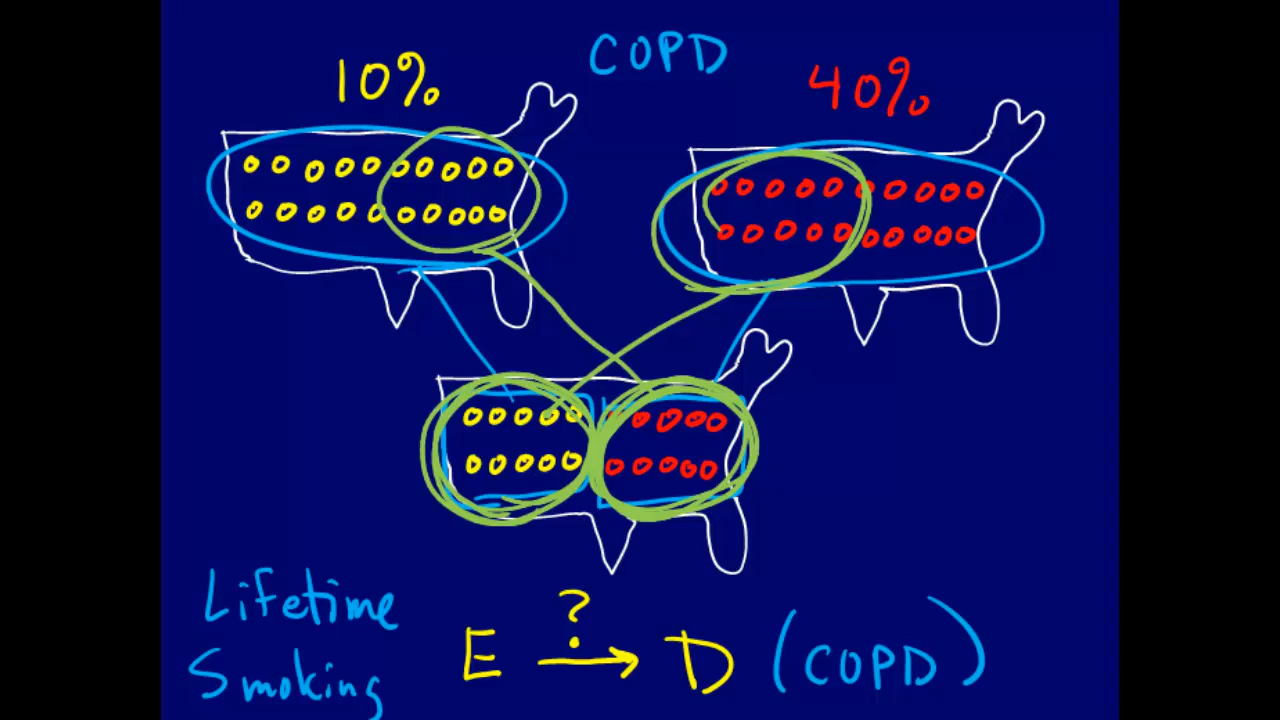 COPD
10%
40%
Lifetime
Smoking
?
E → D (COPD)